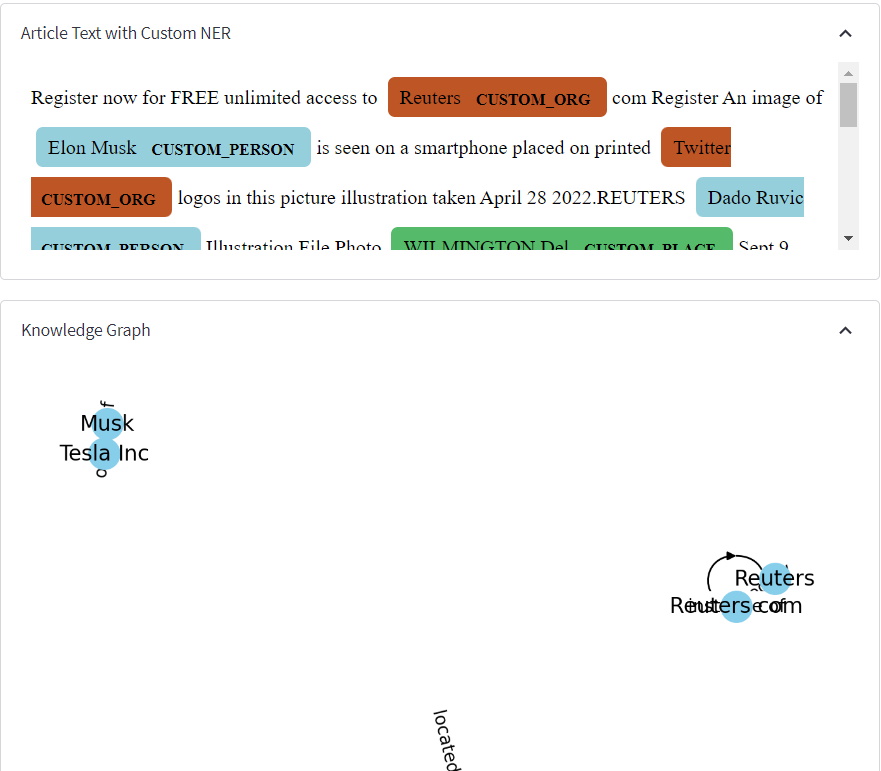 Article Text with Custom NER
Register now for FREE unlimited access to Reuters CUSTOM_ORG com Register An image of
Elon Musk CUSTOM_PERSON is seen on a smartphone placed on printed Twitter
CUSTOM_ORG logos in this picture illustration taken April 28 2022.REUTERS Dado Ruvic
CUSTOM_PERSON Illustration File Photo WILMINGTON Del CUSTOM_PLACE Sept 9
Knowledge Graph
Musk
Tesla Inc
Reuters
Reuters com
located